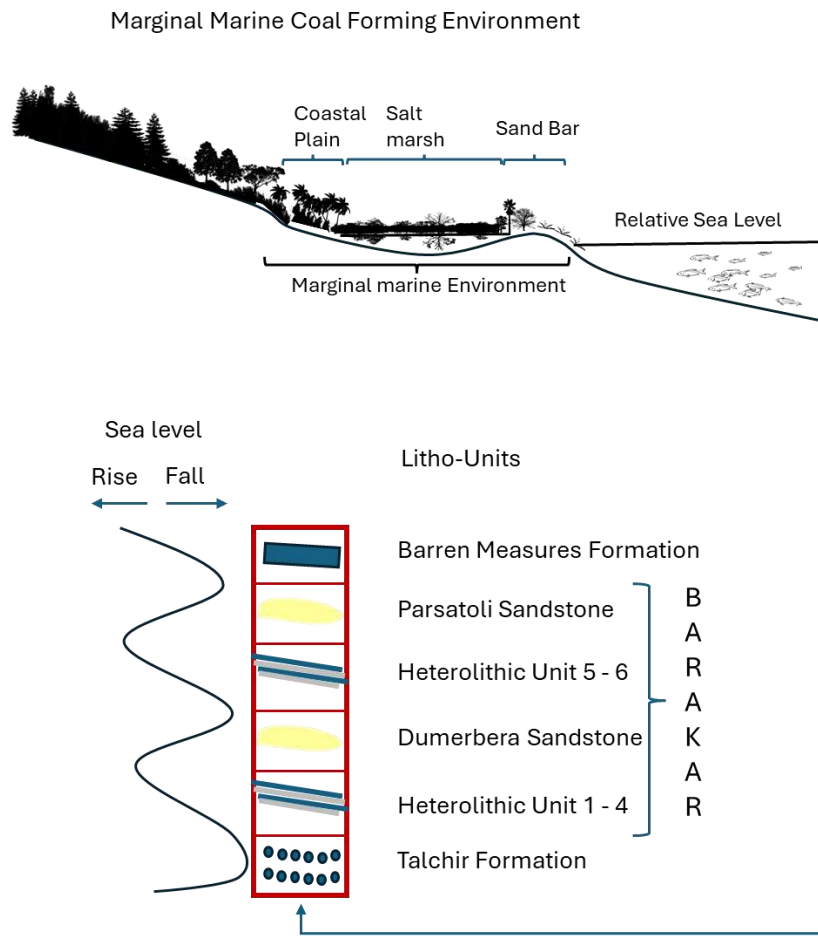 Marginal Marine Coal Forming Environment
Coastal
Plain
Salt
marsh
Sand Bar
Relative Sea Level
Marginal marine Environment
Sea level
Rise
Fall
Litho-Units
Barren Measures Formation
Parsatoli Sandstone
Heterolithic Unit 5 - 6
Dumerbera Sandstone
Heterolithic Unit 1 - 4
Talchir Formation
B
A
R
A
K
A
R